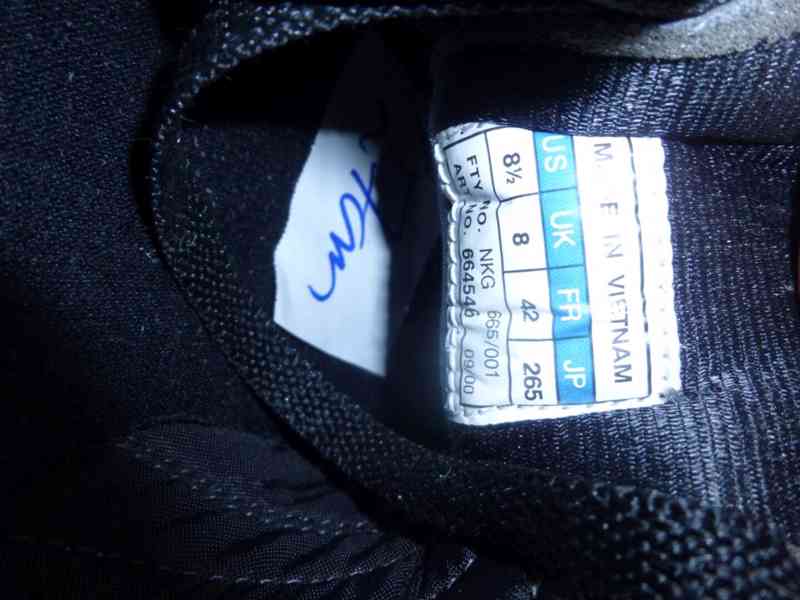 M  E IN VIETNAM
US UK FR JP
8½ 8 42 265
FTY NO. NKG 665/001
ART NO. 664546 09/00